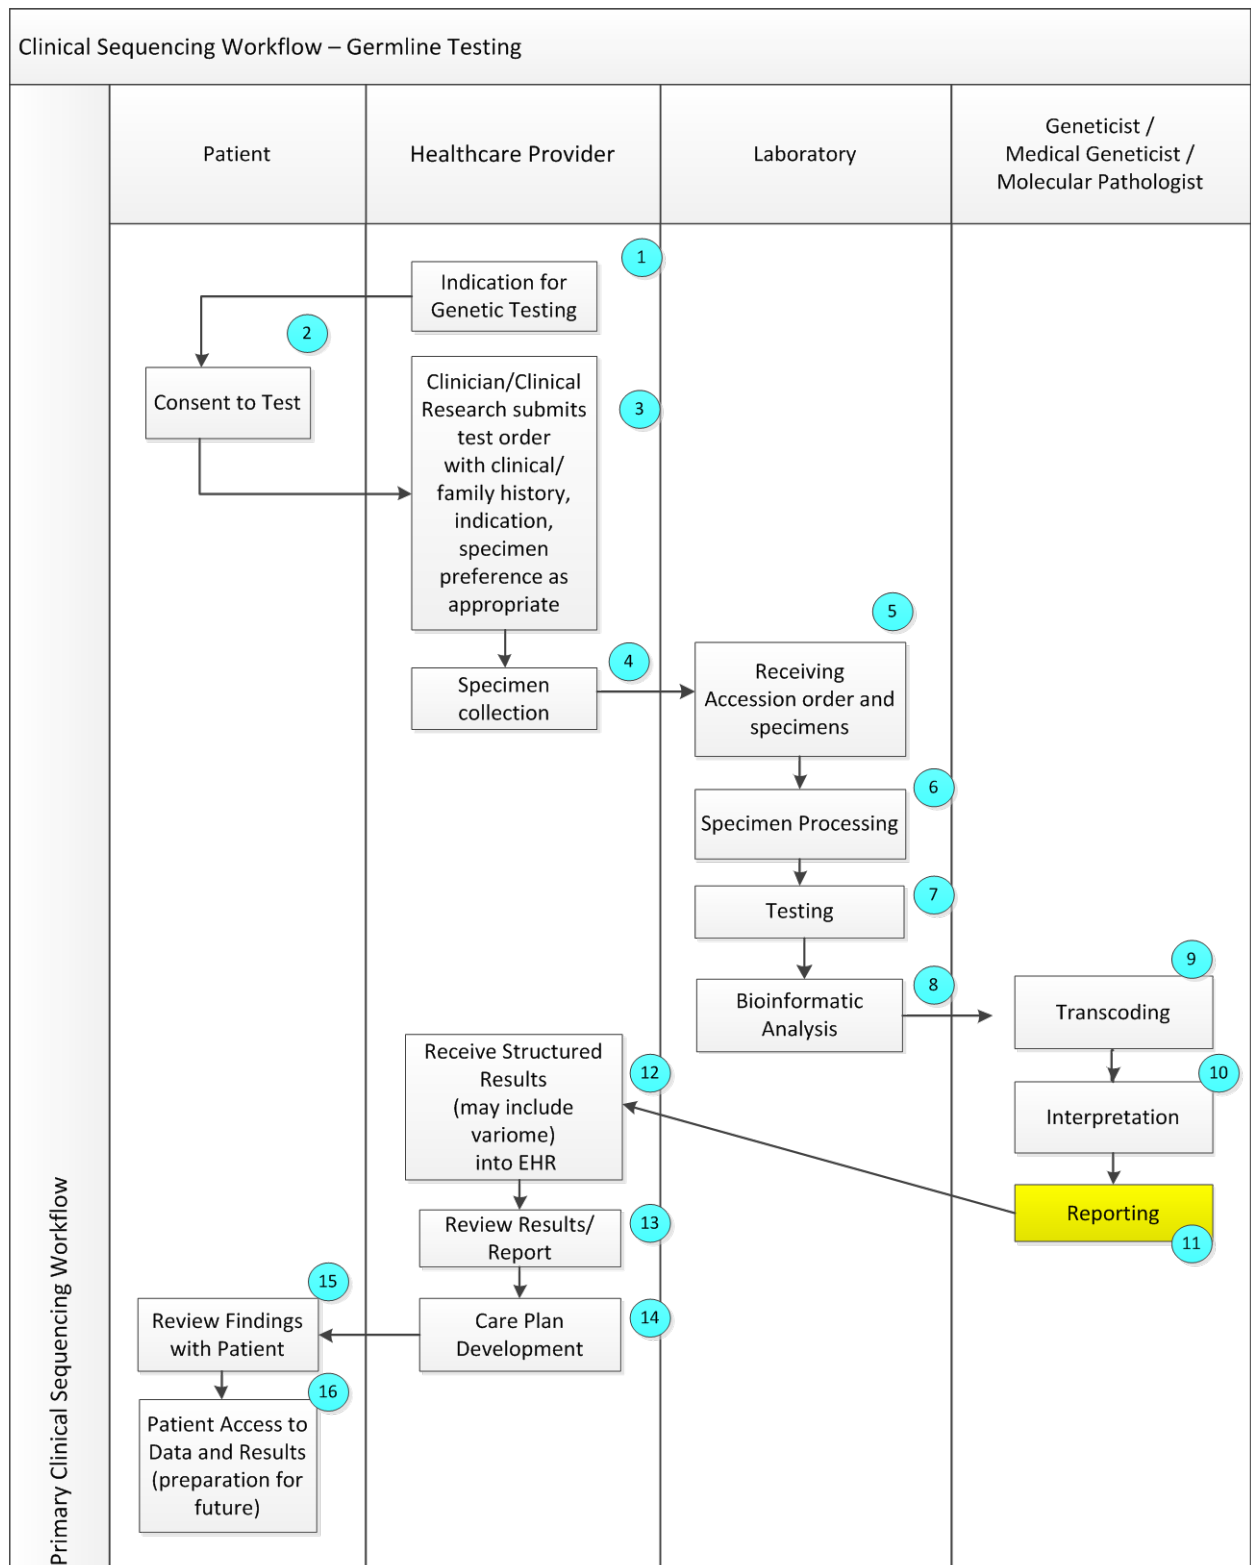 Clinical Sequencing Workflow – Germline Testing
Patient
Healthcare Provider
Laboratory
Geneticist /
Medical Geneticist /
Molecular Pathologist
Primary Clinical Sequencing Workflow
1
Indication for
Genetic Testing
2
Consent to Test
3
Clinician/Clinical
Research submits
test order
with clinical/
family history,
indication,
specimen
preference as
appropriate
4
Specimen
collection
5
Receiving
Accession order and
specimens
6
Specimen Processing
7
Testing
8
Bioinformatic
Analysis
9
Transcoding
10
Interpretation
Reporting
11
12
Receive Structured
Results
(may include
variome)
into EHR
13
Review Results/
Report
14
Care Plan
Development
15
Review Findings
with Patient
16
Patient Access to
Data and Results
(preparation for
future)